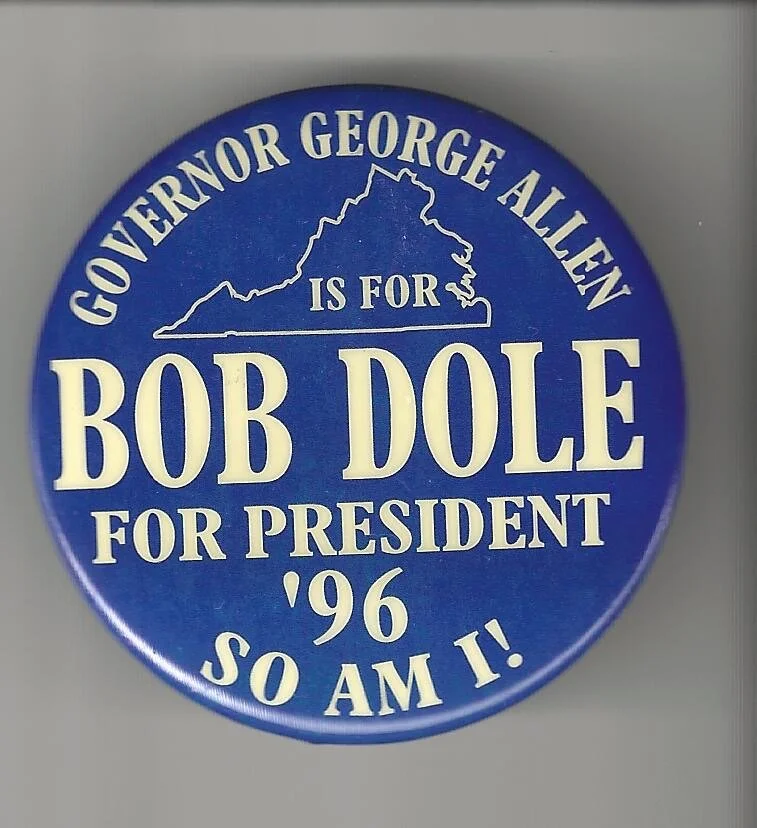 GOVERNOR GEORGE ALLEN
IS FOR
BOB DOLE
FOR PRESIDENT
'96
SO AM I!